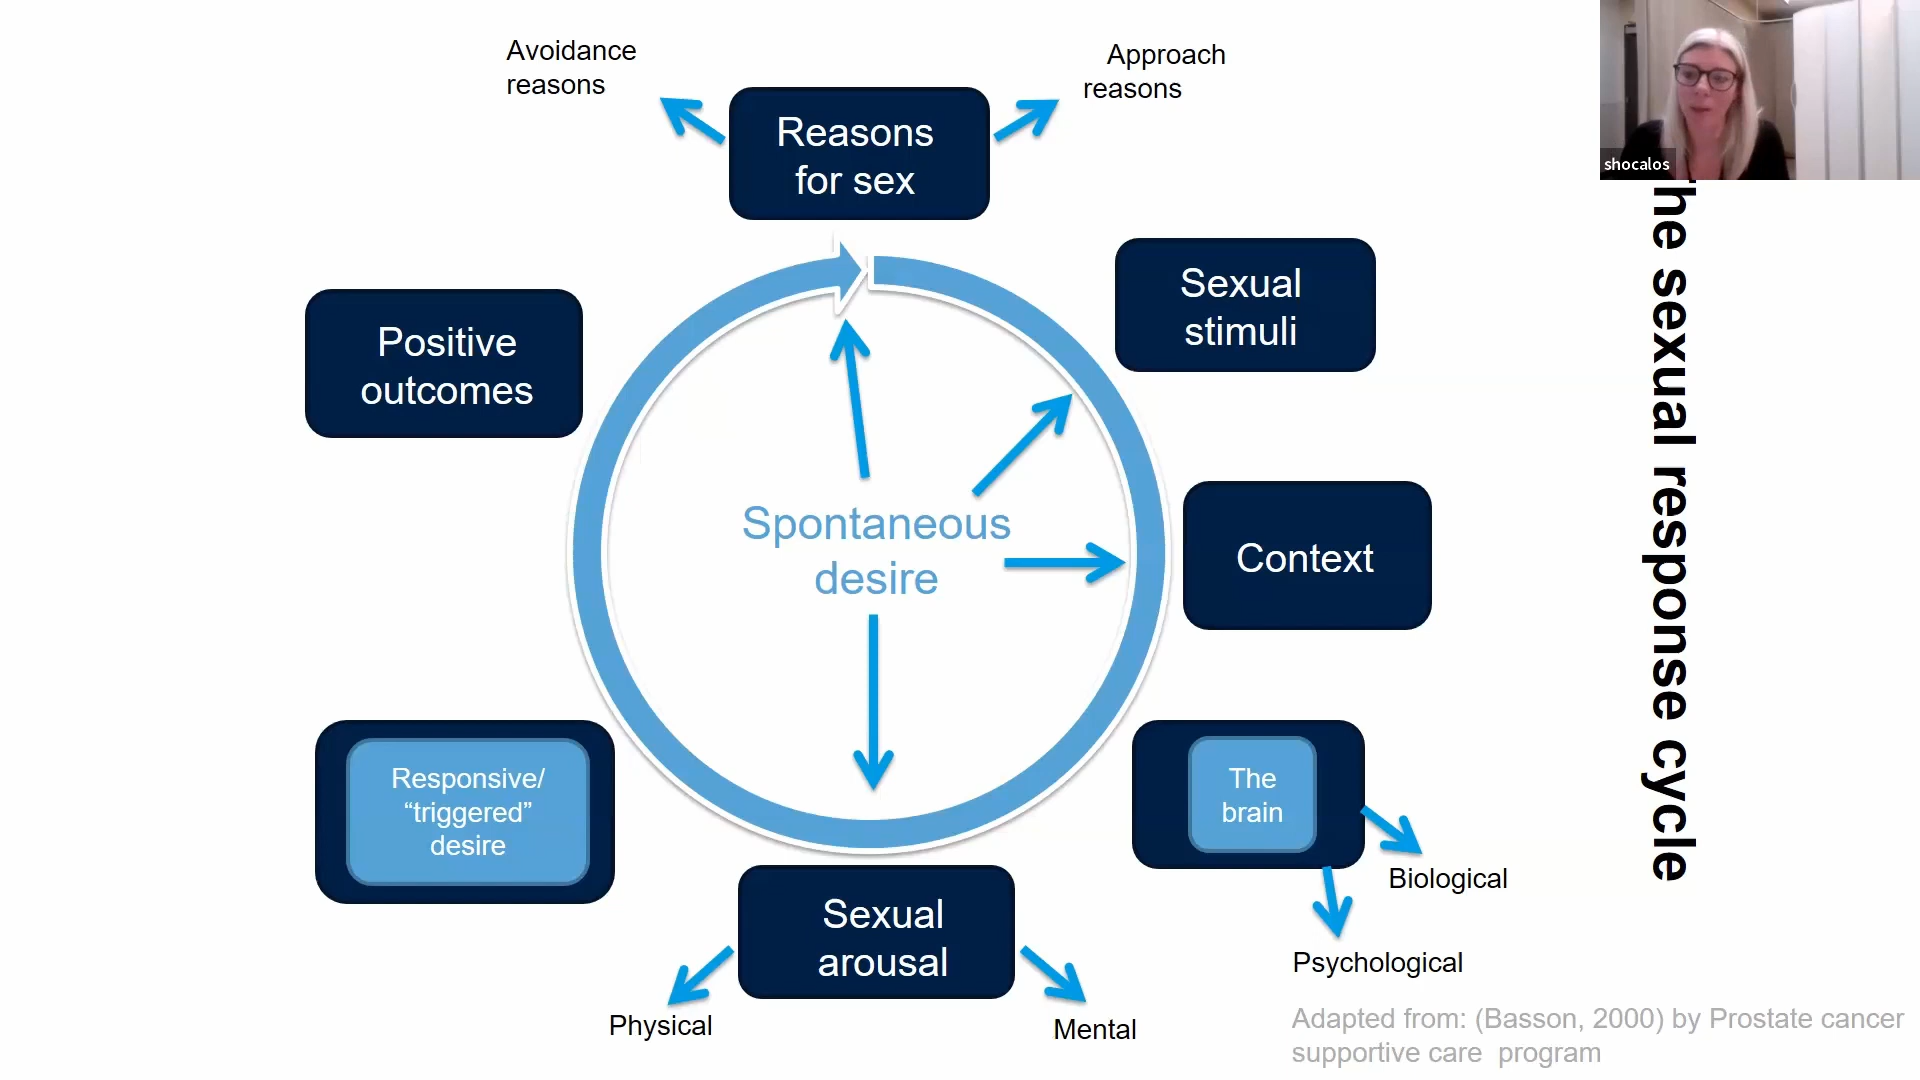 Avoidance
reasons
Approach
reasons
Reasons
for sex
shocalos
Sexual
stimuli
Positive
outcomes
Spontaneous
desire
Context
he sexual response cycle
Responsive/
“triggered”
desire
The
brain
Biological
Psychological
Sexual
arousal
Physical
Mental
Adapted from: (Basson, 2000) by Prostate cancer
supportive care program